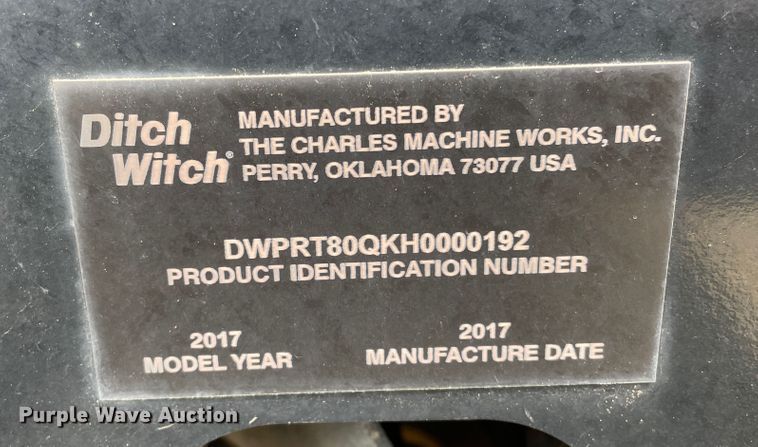 Ditch
Witch®
MANUFACTURED BY
THE CHARLES MACHINE WORKS, INC.
PERRY, OKLAHOMA 73077 USA
DWPRT80QKH0000192
PRODUCT IDENTIFICATION NUMBER
2017
MODEL YEAR
2017
MANUFACTURE DATE
Purple Wave Auction